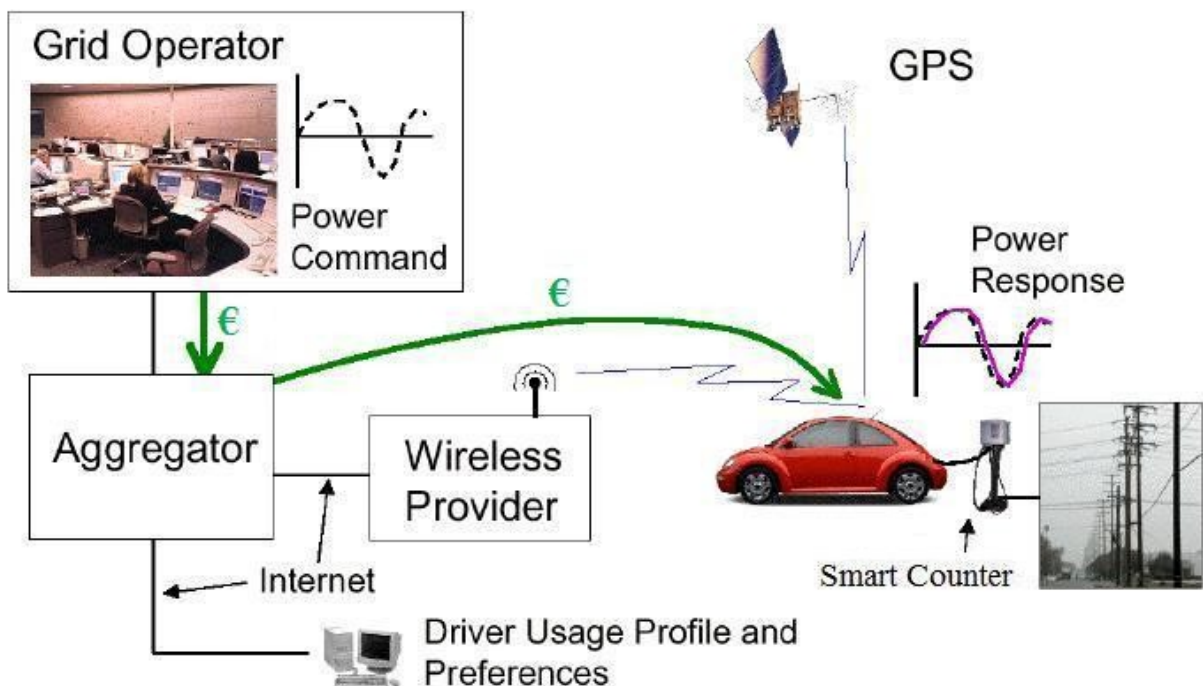 Grid Operator
Power
Command
GPS
Power
Response
€
€
Aggregator
Wireless
Provider
Internet
Smart Counter
Driver Usage Profile and
Preferences